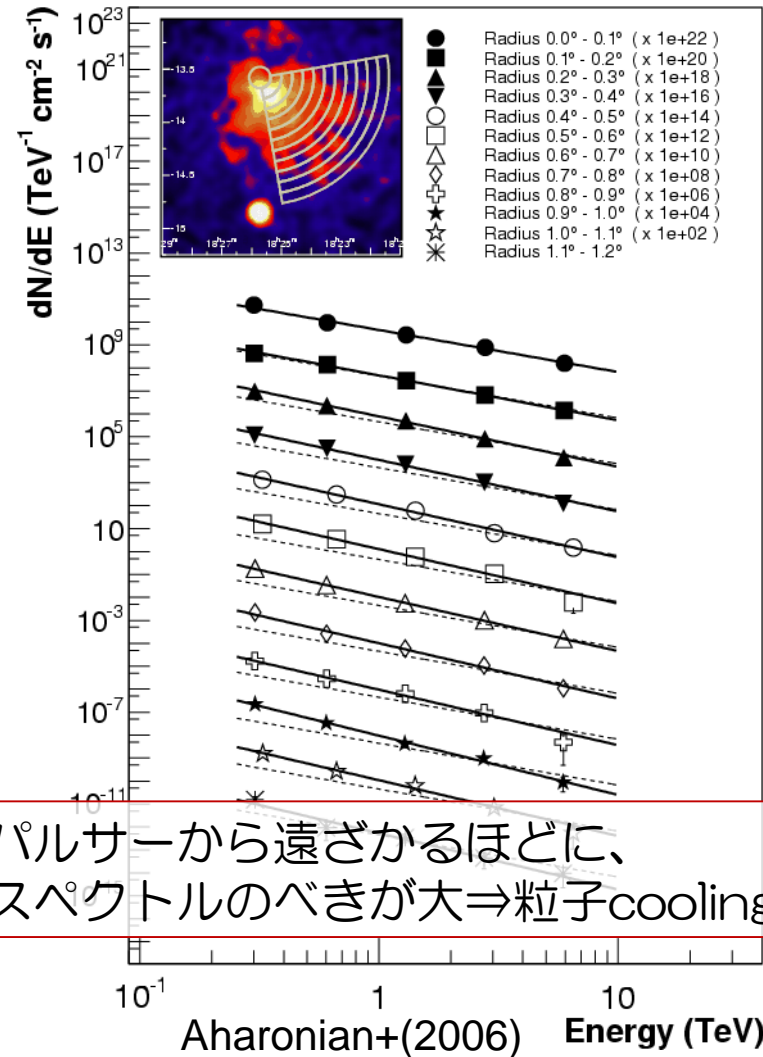 dN/dE (TeV⁻¹ cm⁻² s⁻¹)
10²³
10²¹
10¹⁷
10¹³
10⁹
10⁵
10
10⁻³
10⁻⁷
10⁻¹¹
-13.5
-14
-14.5
-15
29ᵐ 18ʰ27ᵐ 18ʰ25ᵐ 18ʰ23ᵐ
Radius 0.0° - 0.1° ( x 1e+22 )
Radius 0.1° - 0.2° ( x 1e+20 )
Radius 0.2° - 0.3° ( x 1e+18 )
Radius 0.3° - 0.4° ( x 1e+16 )
Radius 0.4° - 0.5° ( x 1e+14 )
Radius 0.5° - 0.6° ( x 1e+12 )
Radius 0.6° - 0.7° ( x 1e+10 )
Radius 0.7° - 0.8° ( x 1e+08 )
Radius 0.8° - 0.9° ( x 1e+06 )
Radius 0.9° - 1.0° ( x 1e+04 )
Radius 1.0° - 1.1° ( x 1e+02 )
Radius 1.1° - 1.2°
パルサーから遠ざかるほどに、
スペクトルのべきが大⇒粒子cooling
10⁻¹ 1 10
Aharonian+(2006) Energy (TeV)